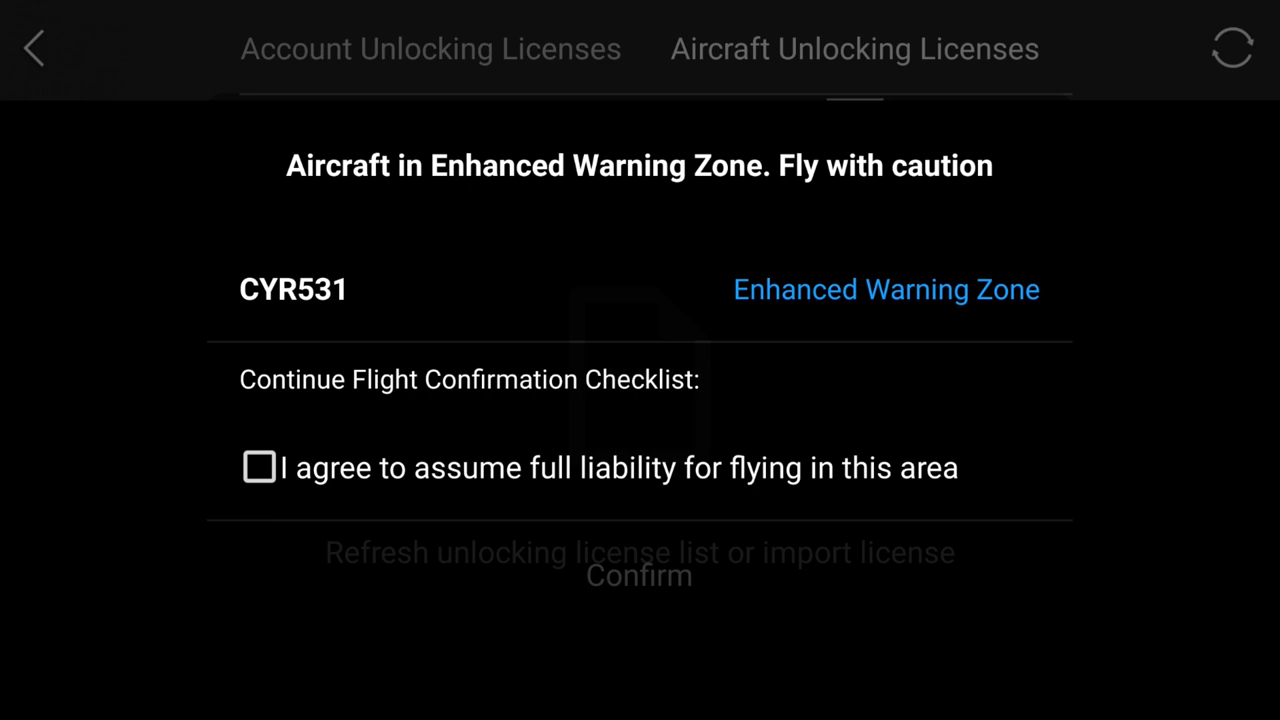 Account Unlocking Licenses Aircraft Unlocking Licenses
Aircraft in Enhanced Warning Zone. Fly with caution
CYR531 Enhanced Warning Zone
Continue Flight Confirmation Checklist:
I agree to assume full liability for flying in this area
Refresh unlocking license list or import license
Confirm